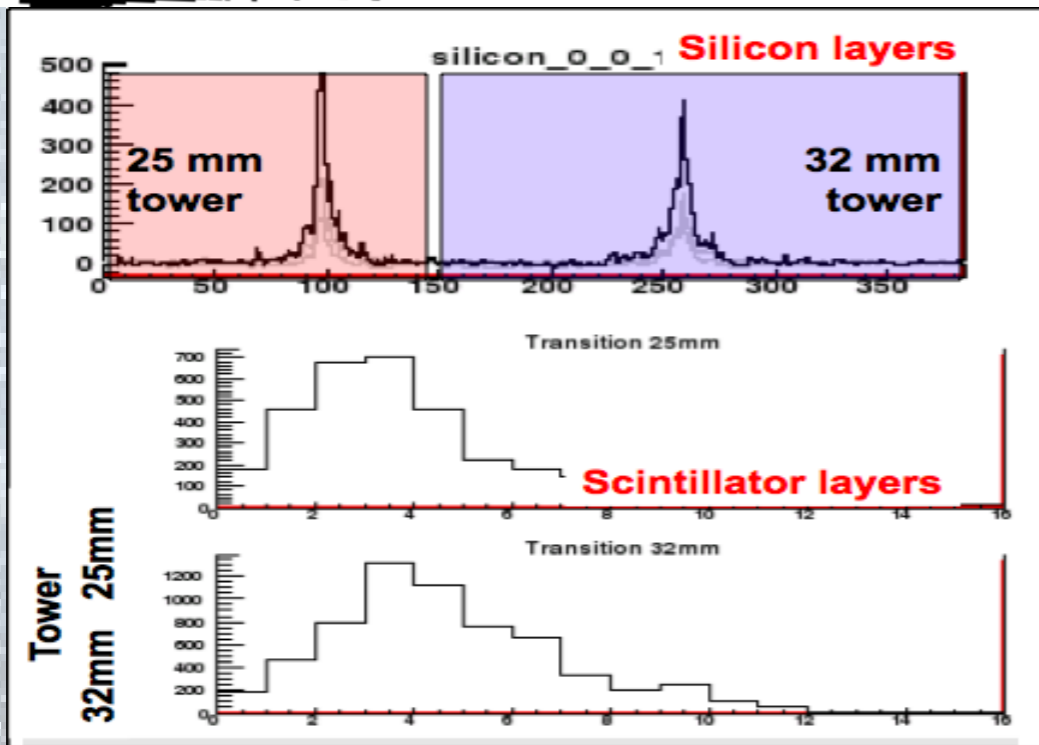 silicon_0_0_1 Silicon layers
500
400
300
200
100
0
25 mm
tower
32 mm
tower
0 50 100 150 200 250 300 350
Transition 25mm
700
600
500
400
300
200
100
0
Scintillator layers
0 2 4 6 8 10 12 14 16
Transition 32mm
1200
1000
800
600
400
200
0
0 2 4 6 8 10 12 14 16
Tower
32mm 25mm